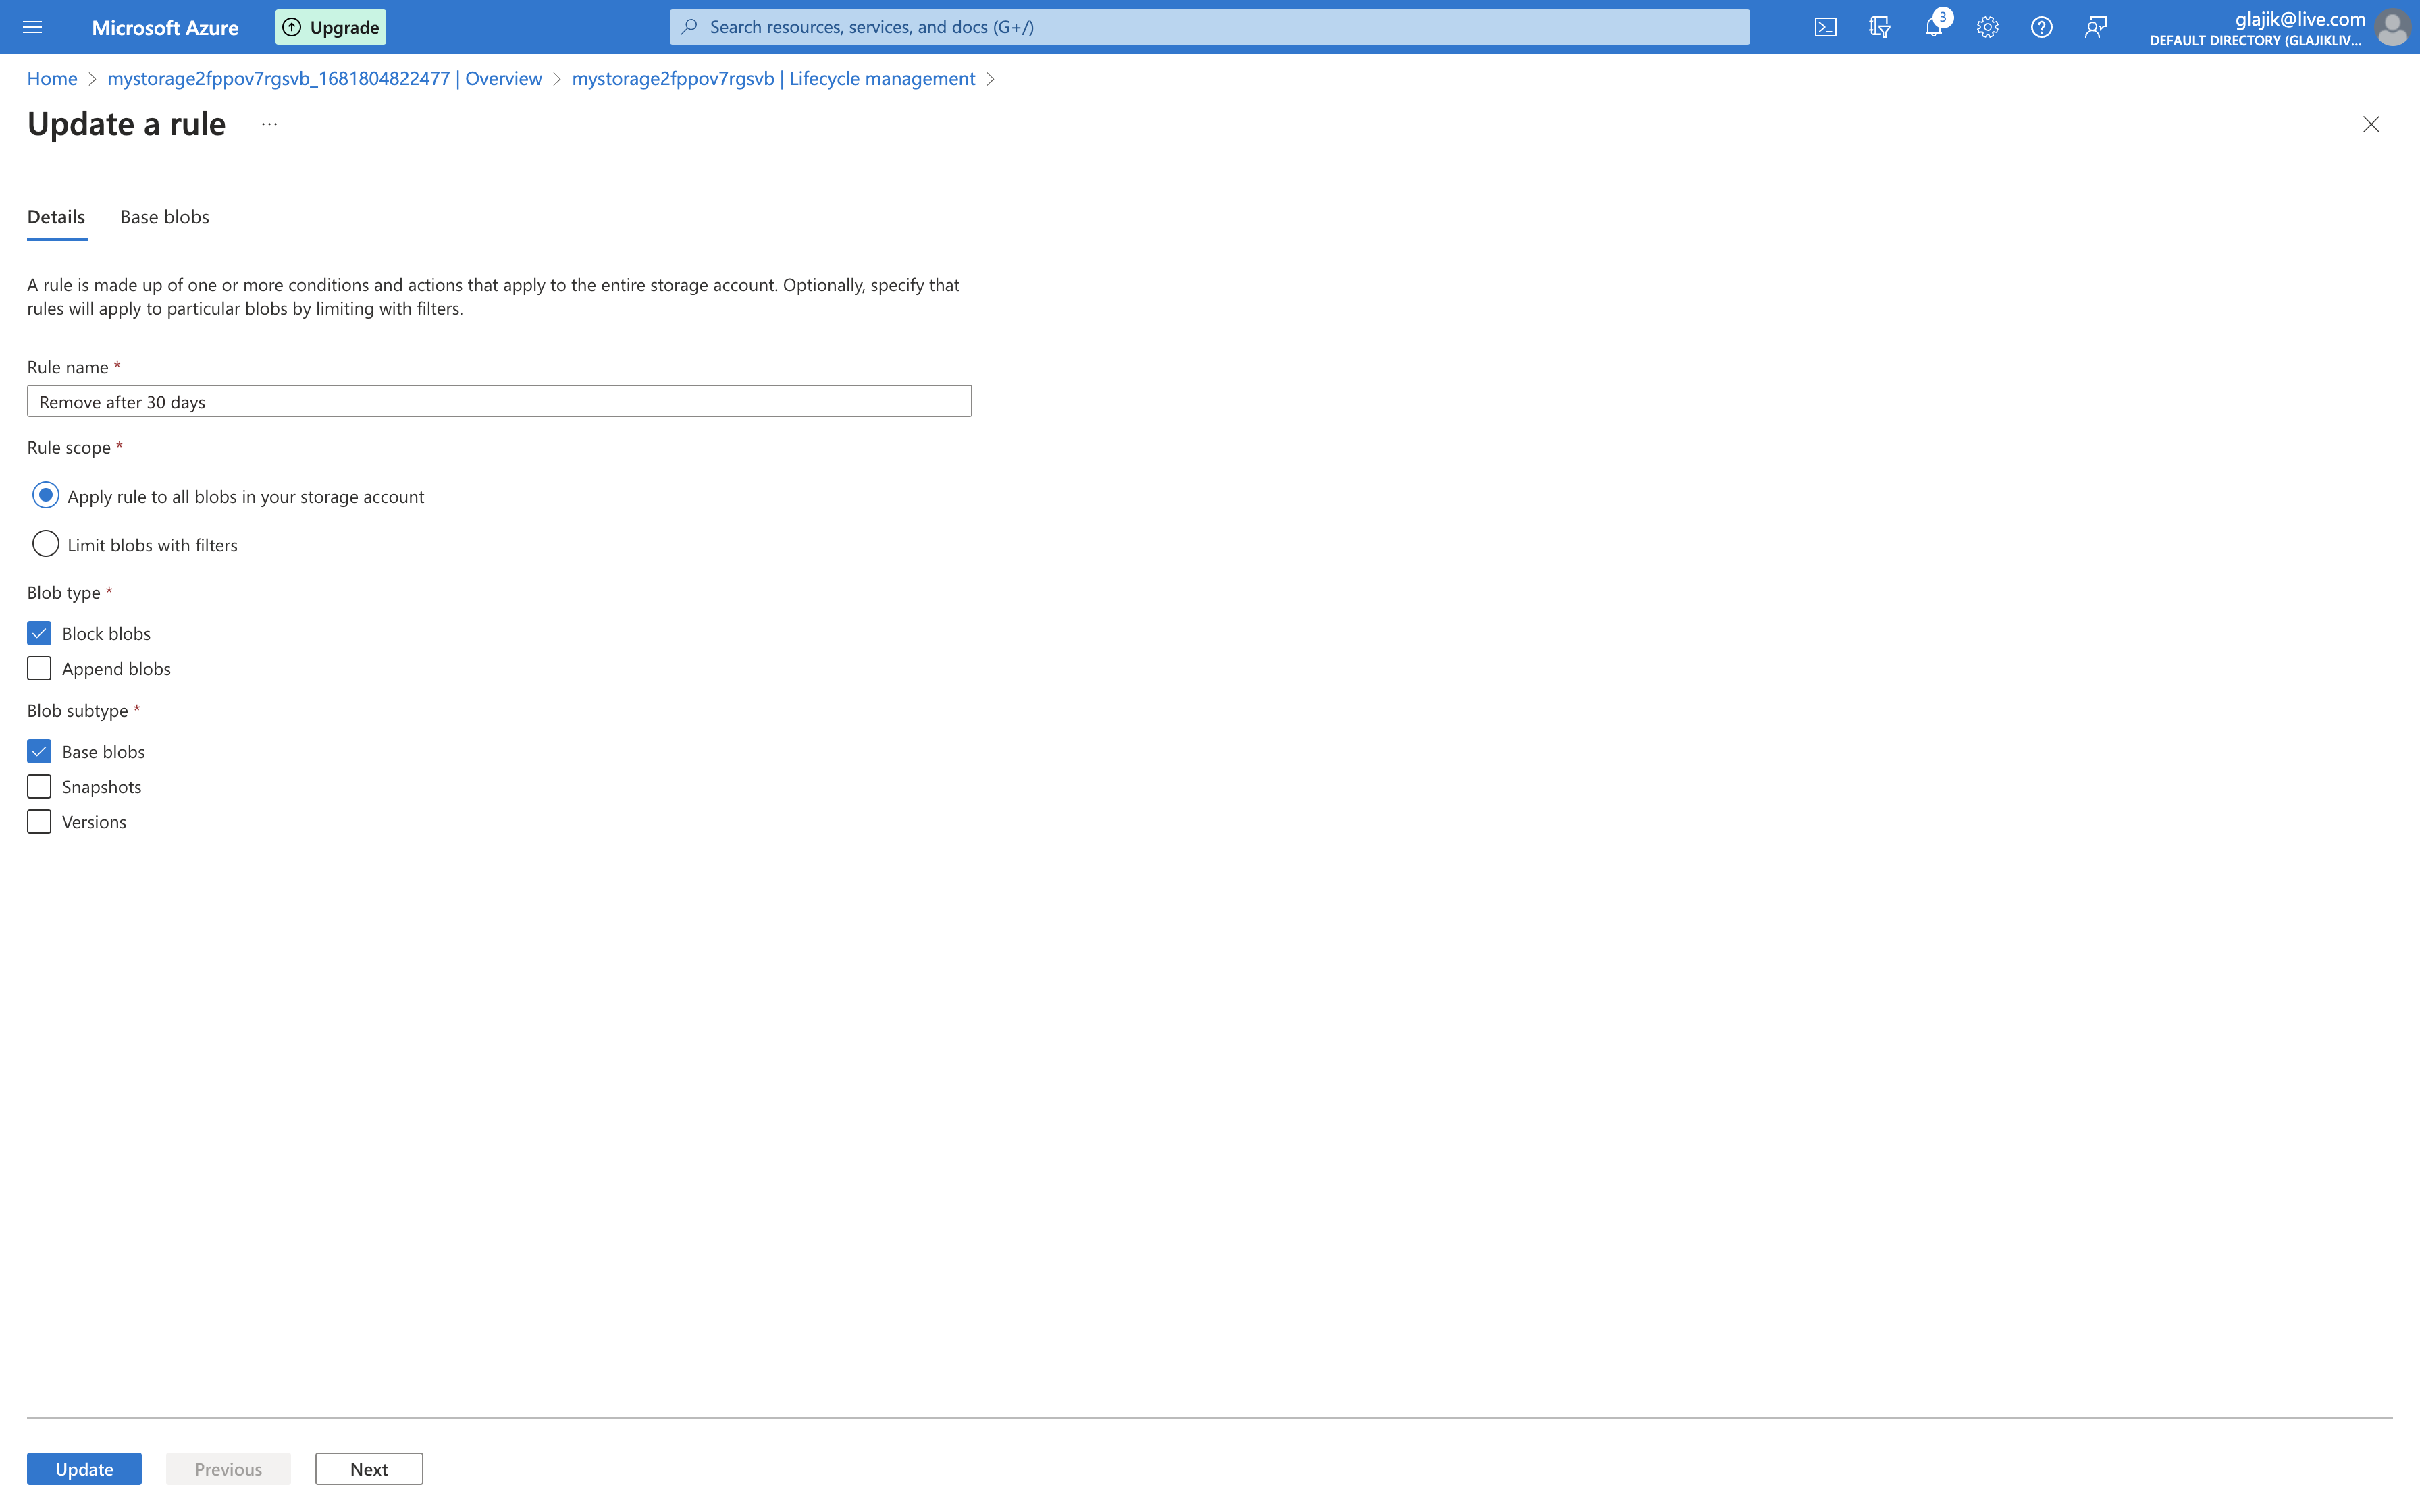 Microsoft Azure
Upgrade
Search resources, services, and docs (G+/)
3
glajik@live.com
DEFAULT DIRECTORY (GLAJIKLIV...
Home > mystorage2fppov7rgsvb_1681804822477 | Overview > mystorage2fppov7rgsvb | Lifecycle management >
Update a rule ...
Details Base blobs
A rule is made up of one or more conditions and actions that apply to the entire storage account. Optionally, specify that
rules will apply to particular blobs by limiting with filters.
Rule name *
Remove after 30 days
Rule scope *
Apply rule to all blobs in your storage account
Limit blobs with filters
Blob type *
Block blobs
Append blobs
Blob subtype *
Base blobs
Snapshots
Versions
Update Previous Next